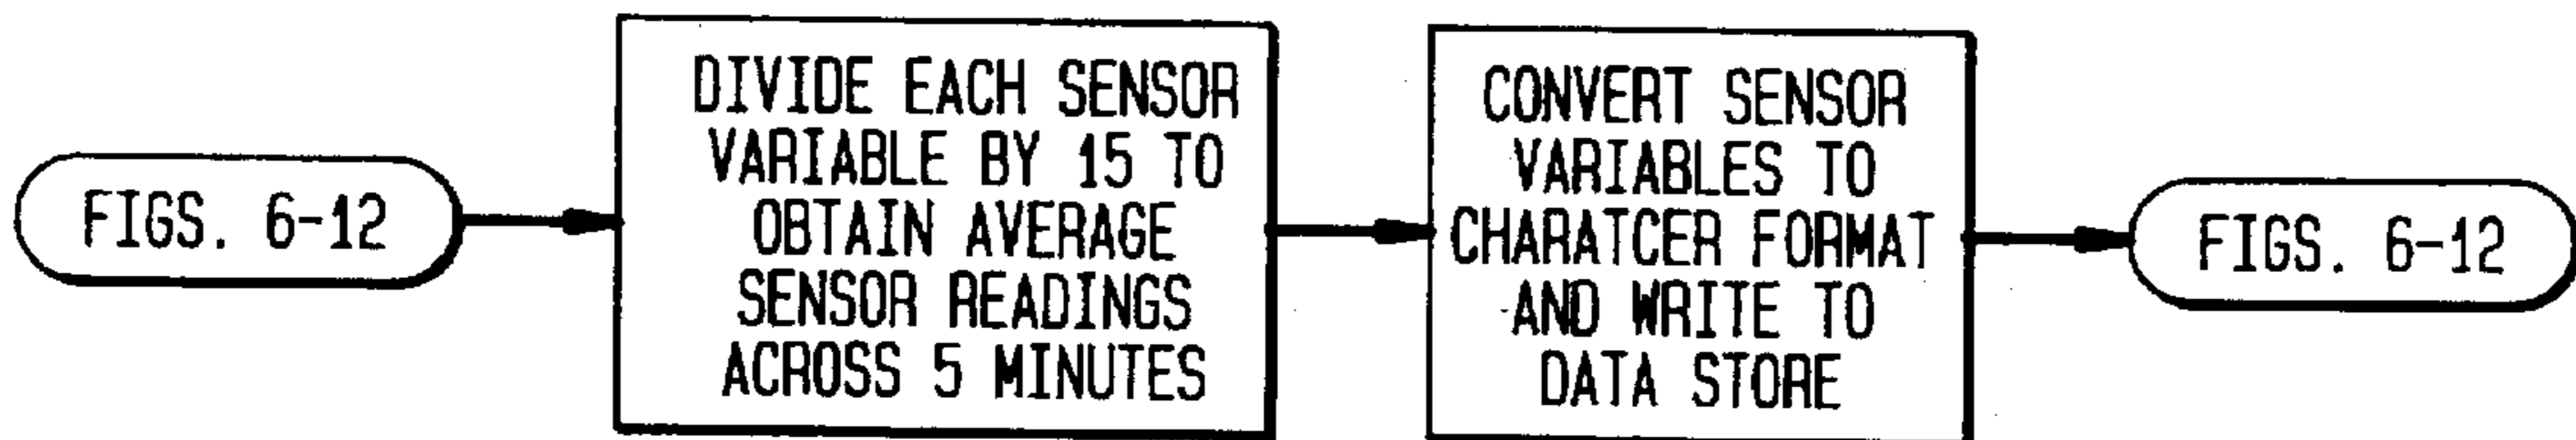 FIGS. 6-12
DIVIDE EACH SENSOR
VARIABLE BY 15 TO
OBTAIN AVERAGE
SENSOR READINGS
ACROSS 5 MINUTES
CONVERT SENSOR
VARIABLES TO
CHARATCER FORMAT
AND WRITE TO
DATA STORE
FIGS. 6-12